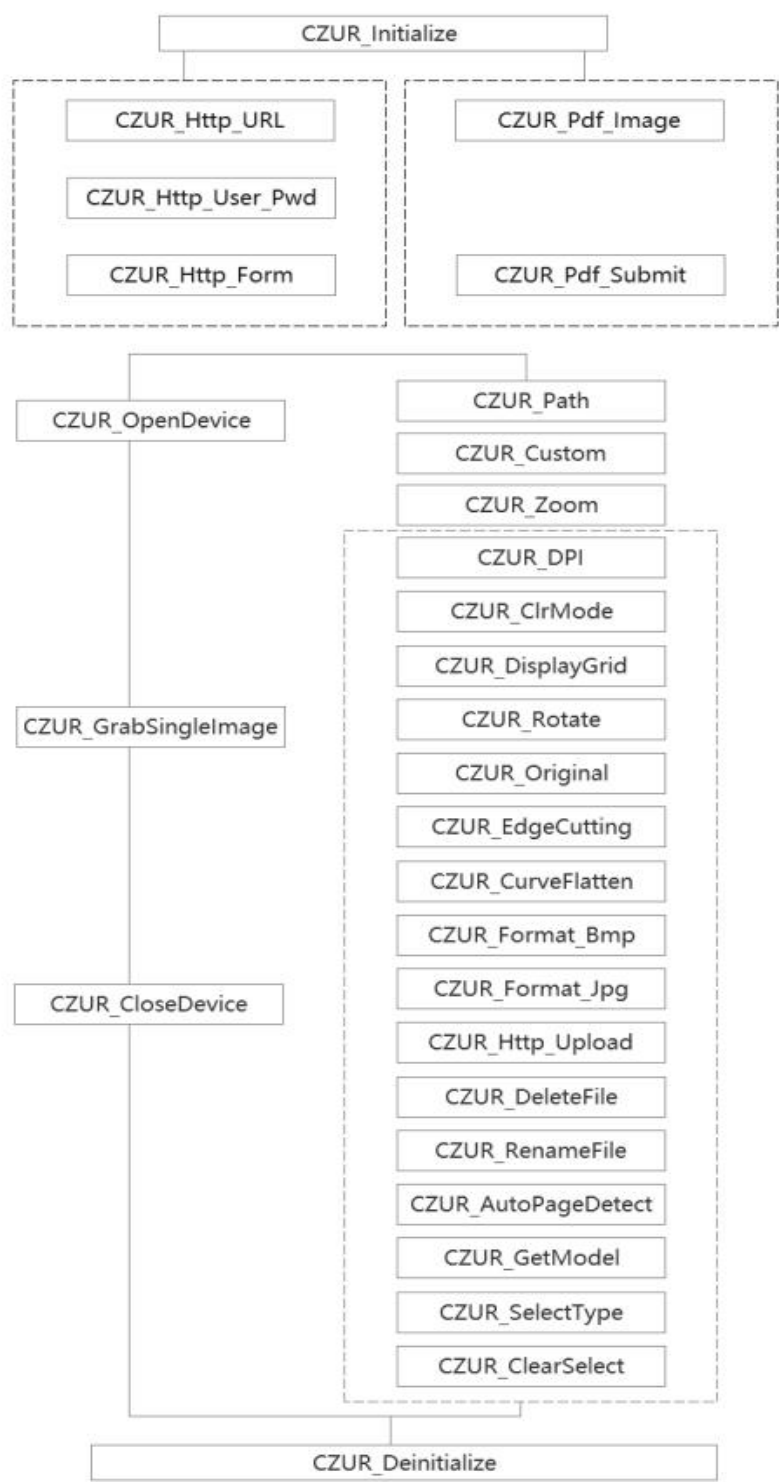 CZUR_Initialize
CZUR_Http_URL
CZUR_Http_User_Pwd
CZUR_Http_Form
CZUR_Pdf_Image
CZUR_Pdf_Submit
CZUR_OpenDevice
CZUR_GrabSingleImage
CZUR_CloseDevice
CZUR_Path
CZUR_Custom
CZUR_Zoom
CZUR_DPI
CZUR_ClrMode
CZUR_DisplayGrid
CZUR_Rotate
CZUR_Original
CZUR_EdgeCutting
CZUR_CurveFlatten
CZUR_Format_Bmp
CZUR_Format_Jpg
CZUR_Http_Upload
CZUR_DeleteFile
CZUR_RenameFile
CZUR_AutoPageDetect
CZUR_GetModel
CZUR_SelectType
CZUR_ClearSelect
CZUR_Deinitialize